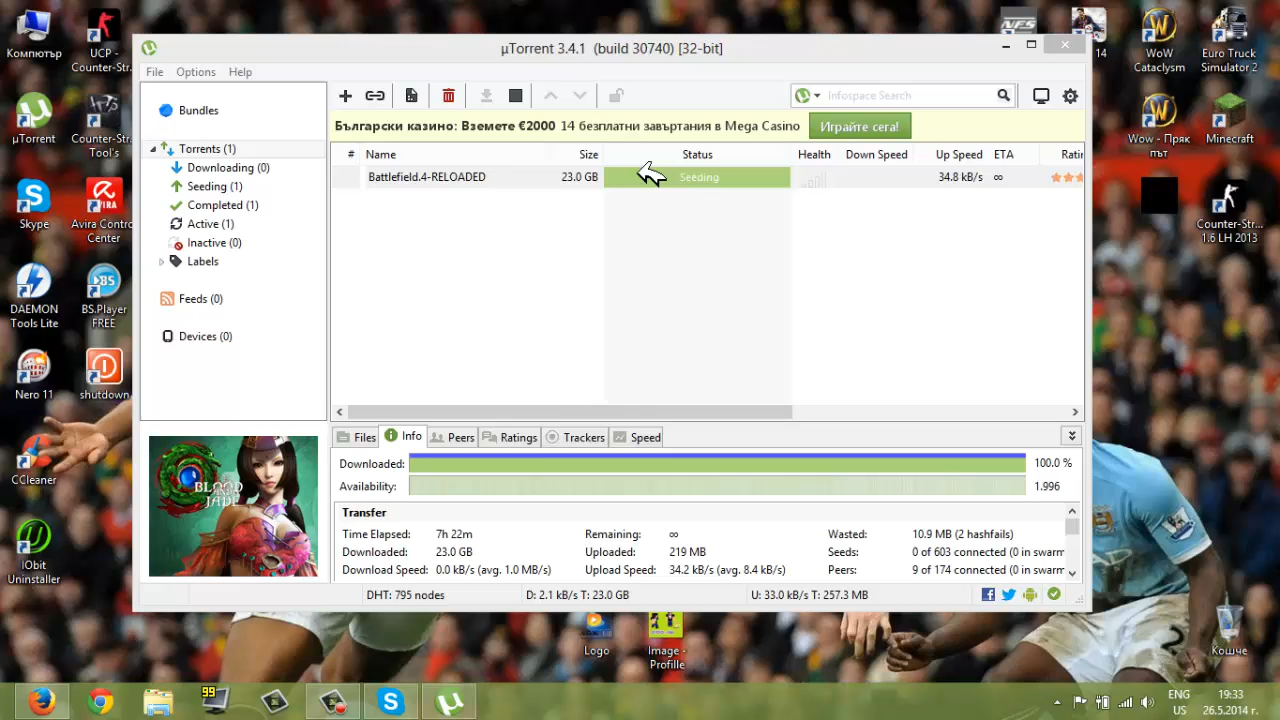 Компютър
UCP -
Counter-Str...
µTorrent
Counter-Str...
Tool's
Skype
Avira Contro
Center
DAEMON
Tools Lite
BS.Player
FREE
Nero 11
shutdown
CCleaner
IObit
Uninstaller
14
WoW
Cataclysm
Euro Truck
Simulator 2
Wow - Пряк
път
Minecraft
Counter-Str...
1.6 LH 2013
Кошче
Logo
Image -
Profille
µTorrent 3.4.1 (build 30740) [32-bit]
File Options Help
Infospace Search
Български казино: Вземете €2000 14 безплатни завъртания в Mega Casino Играйте сега!
Bundles
Torrents (1)
Downloading (0)
Seeding (1)
Completed (1)
Active (1)
Inactive (0)
Labels
Feeds (0)
Devices (0)
# Name Size Status Health Down Speed Up Speed ETA Ratin
Battlefield.4-RELOADED 23.0 GB Seeding 34.8 kB/s ∞
BLOOD
AND
JADE
Files Info Peers Ratings Trackers Speed
Downloaded: 100.0 %
Availability: 1.996
Transfer
Time Elapsed: 7h 22m Remaining: ∞ Wasted: 10.9 MB (2 hashfails)
Downloaded: 23.0 GB Uploaded: 219 MB Seeds: 0 of 603 connected (0 in swarm
Download Speed: 0.0 kB/s (avg. 1.0 MB/s) Upload Speed: 34.2 kB/s (avg. 8.4 kB/s) Peers: 9 of 174 connected (0 in swarm
DHT: 795 nodes D: 2.1 kB/s T: 23.0 GB U: 33.0 kB/s T: 257.3 MB
99
ENG
US
19:33
26.5.2014 г.